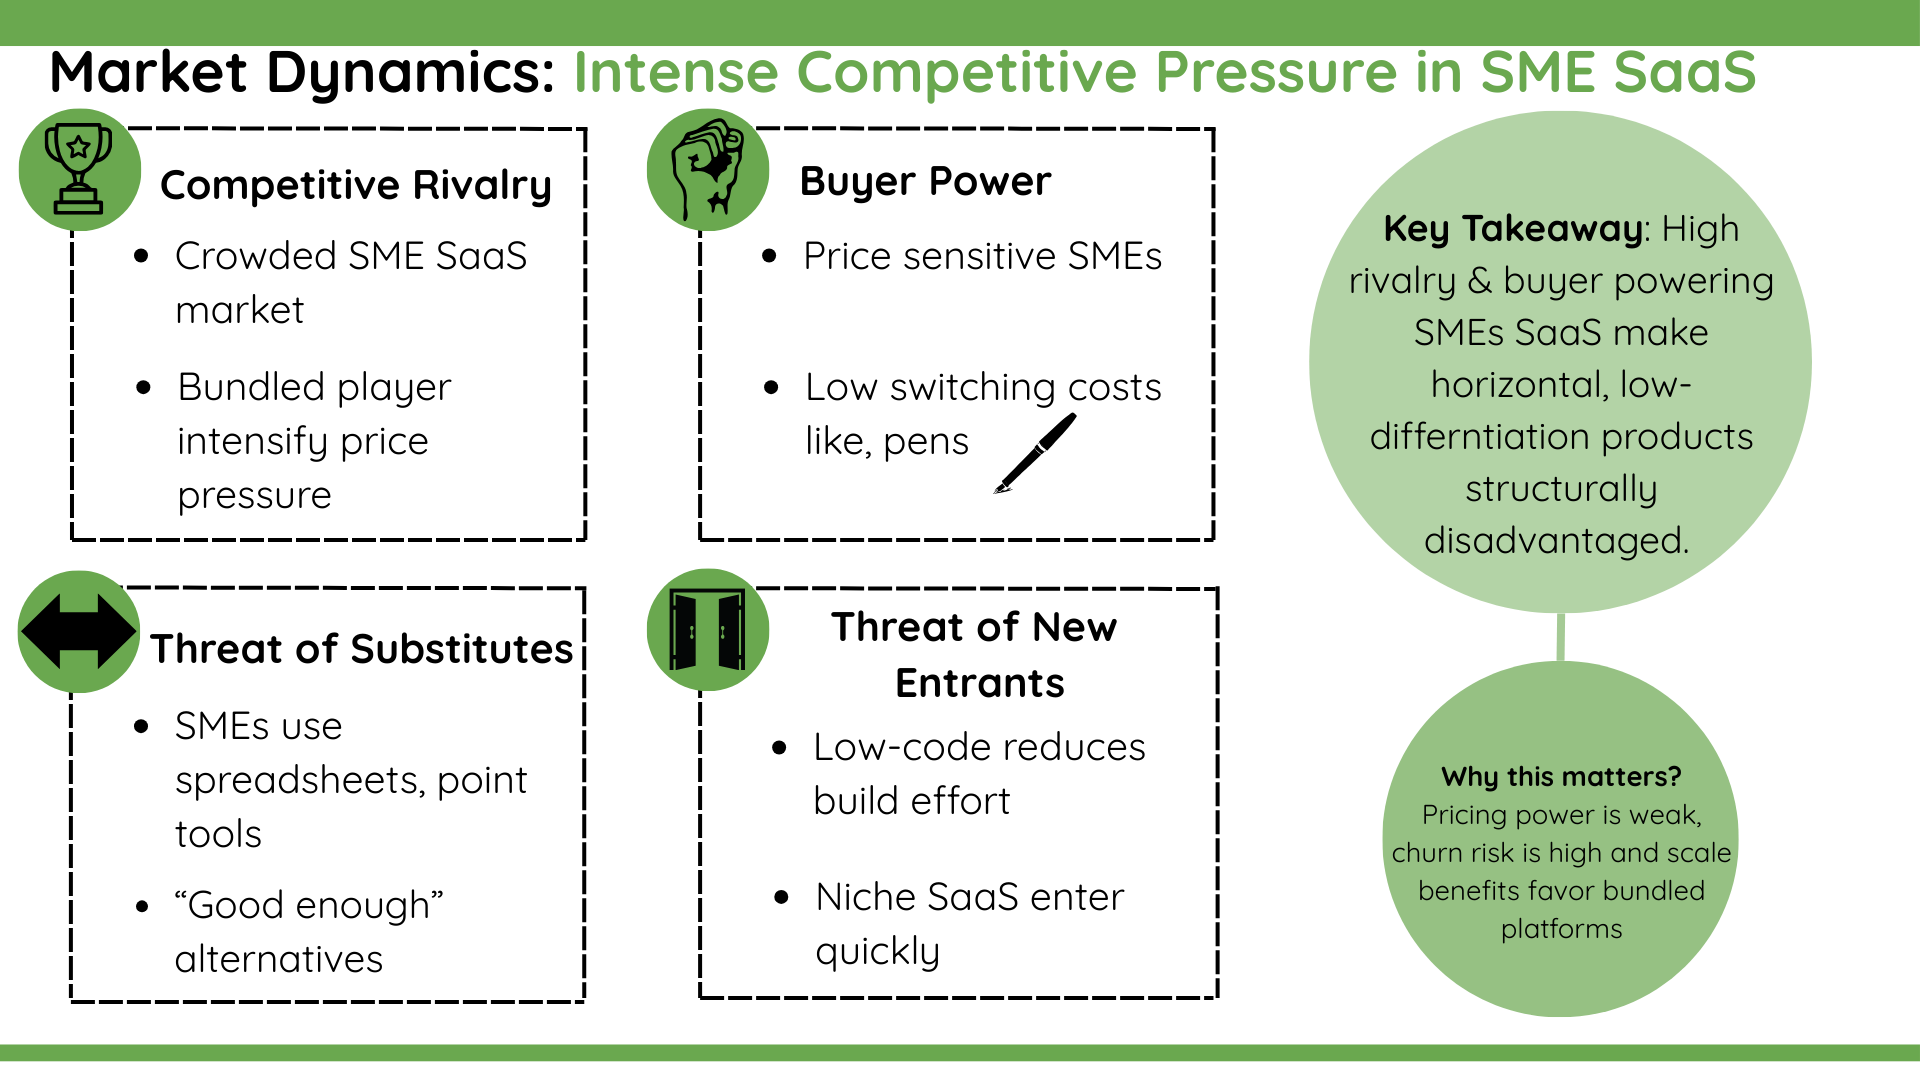 Market Dynamics: Intense Competitive Pressure in SME SaaS
Competitive Rivalry
• Crowded SME SaaS
market
• Bundled player
intensify price
pressure
Buyer Power
• Price sensitive SMEs
• Low switching costs
like, pens
Threat of Substitutes
• SMEs use
spreadsheets, point
tools
• “Good enough”
alternatives
Threat of New
Entrants
• Low-code reduces
build effort
• Niche SaaS enter
quickly
Key Takeaway: High
rivalry & buyer powering
SMEs SaaS make
horizontal, low-
differntiation products
structurally
disadvantaged.
Why this matters?
Pricing power is weak,
churn risk is high and scale
benefits favor bundled
platforms